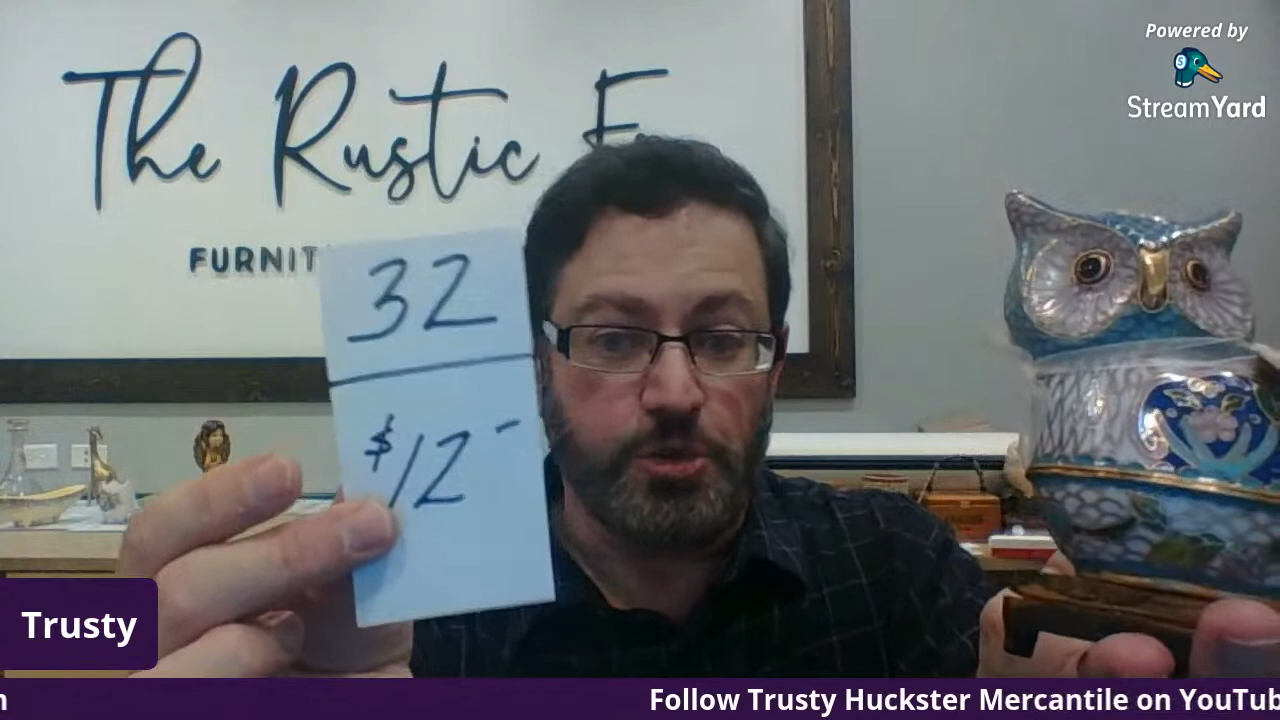 Powered by
StreamYard
The Rustic F
FURNIT
32
$12-
Trusty
Follow Trusty Huckster Mercantile on YouTub